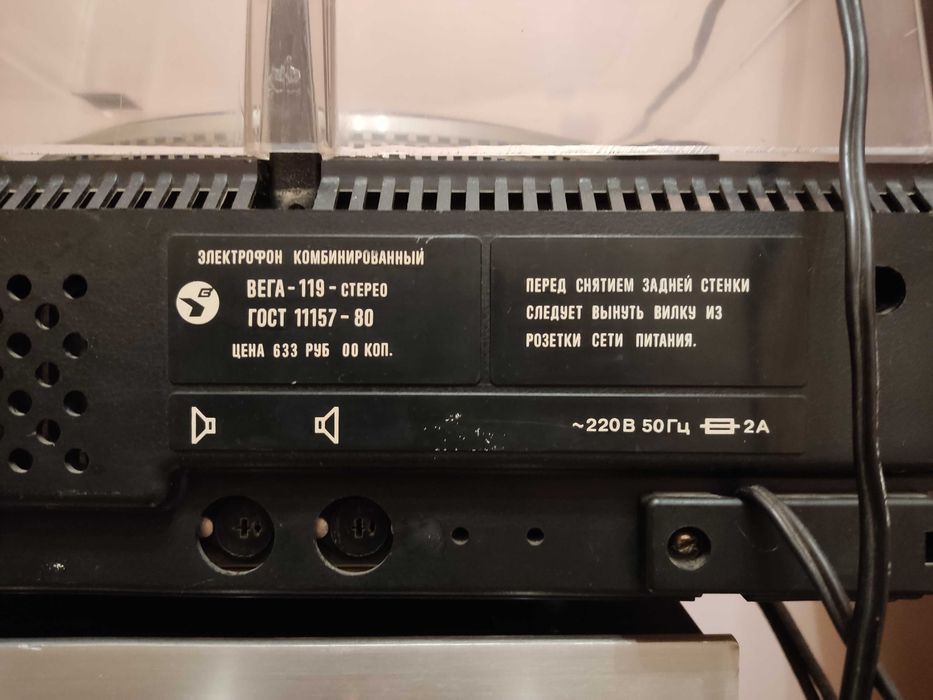 ЭЛЕКТРОФОН КОМБИНИРОВАННЫЙ
ВЕГА-119-СТЕРЕО
ГОСТ 11157-80
ЦЕНА 633 РУБ 00 КОП.
ПЕРЕД СНЯТИЕМ ЗАДНЕЙ СТЕНКИ
СЛЕДУЕТ ВЫНУТЬ ВИЛКУ ИЗ
РОЗЕТКИ СЕТИ ПИТАНИЯ.
~220В 50Гц 2А